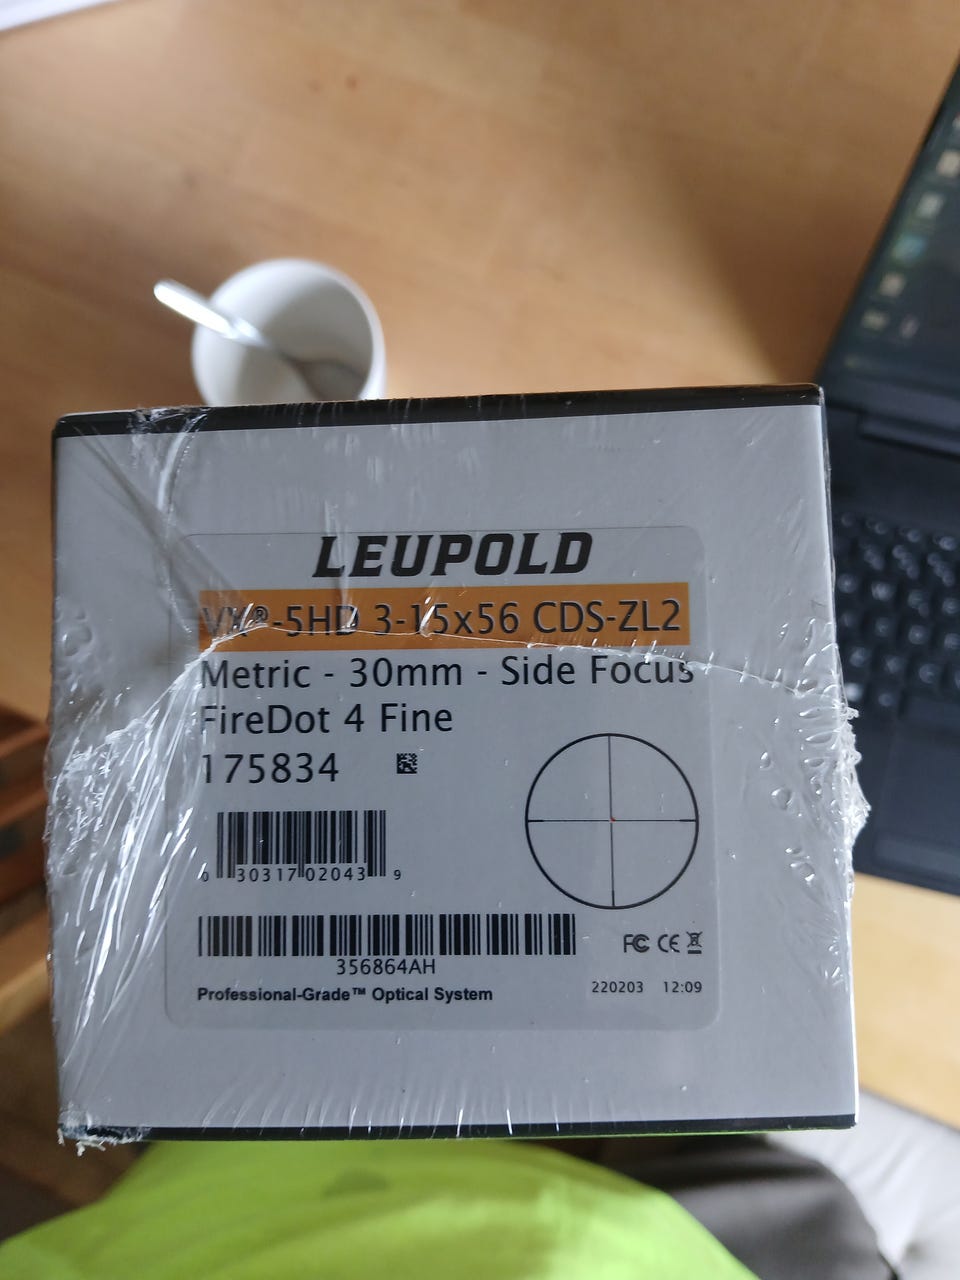 LEUPOLD
VX®-5HD 3-15x56 CDS-ZL2
Metric - 30mm - Side Focus
FireDot 4 Fine
175834
0 30317 02043 9
356864AH
FC CE
Professional-Grade™ Optical System
220203 12:09